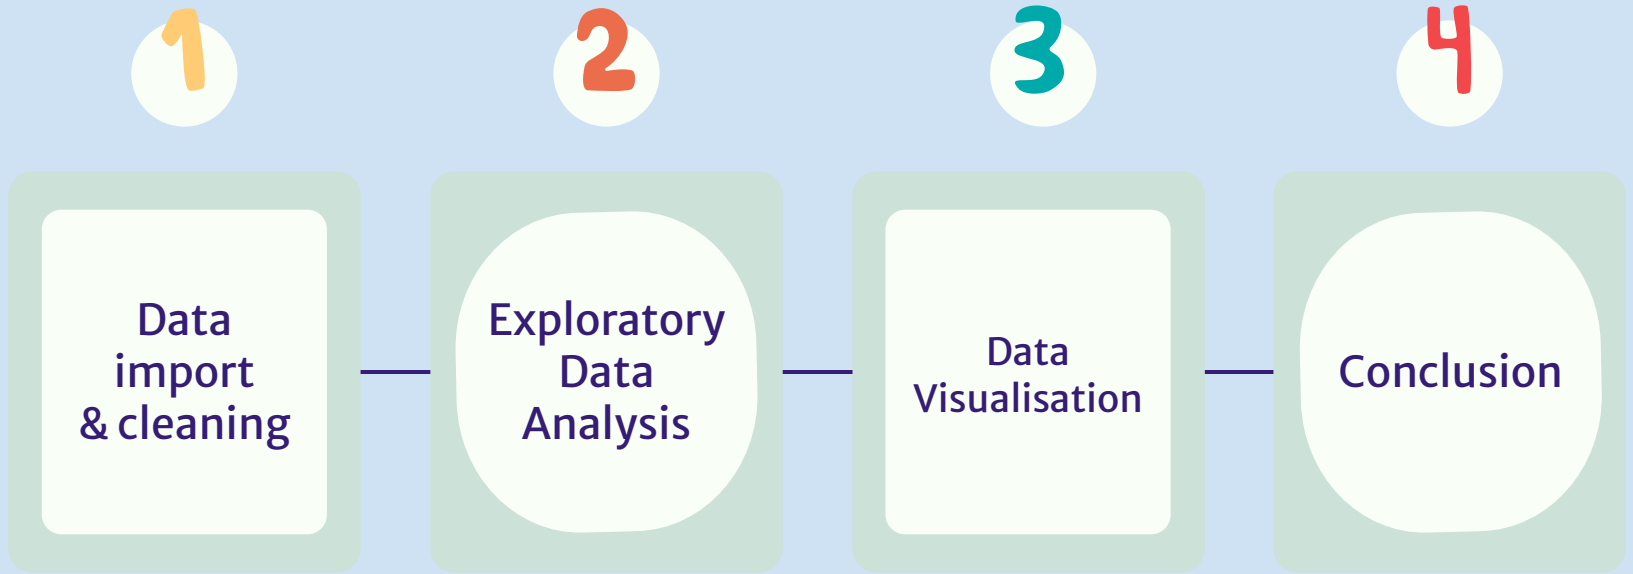 1
2
3
4
Data
import
& cleaning
Exploratory
Data
Analysis
Data
Visualisation
Conclusion